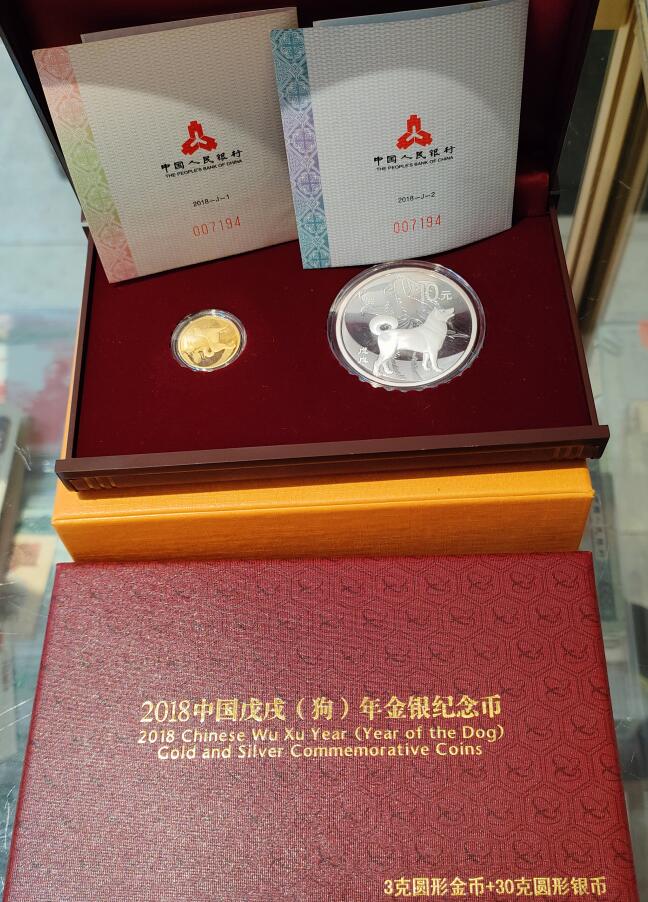 中国人民银行
THE PEOPLE'S BANK OF CHINA
2018-J-1
007194
中国人民银行
THE PEOPLE'S BANK OF CHINA
2018-J-2
007194
10元
戊戌
2018中国戊戌(狗)年金银纪念币
2018 Chinese Wu Xu Year (Year of the Dog)
Gold and Silver Commemorative Coins
3克圆形金币+30克圆形银币